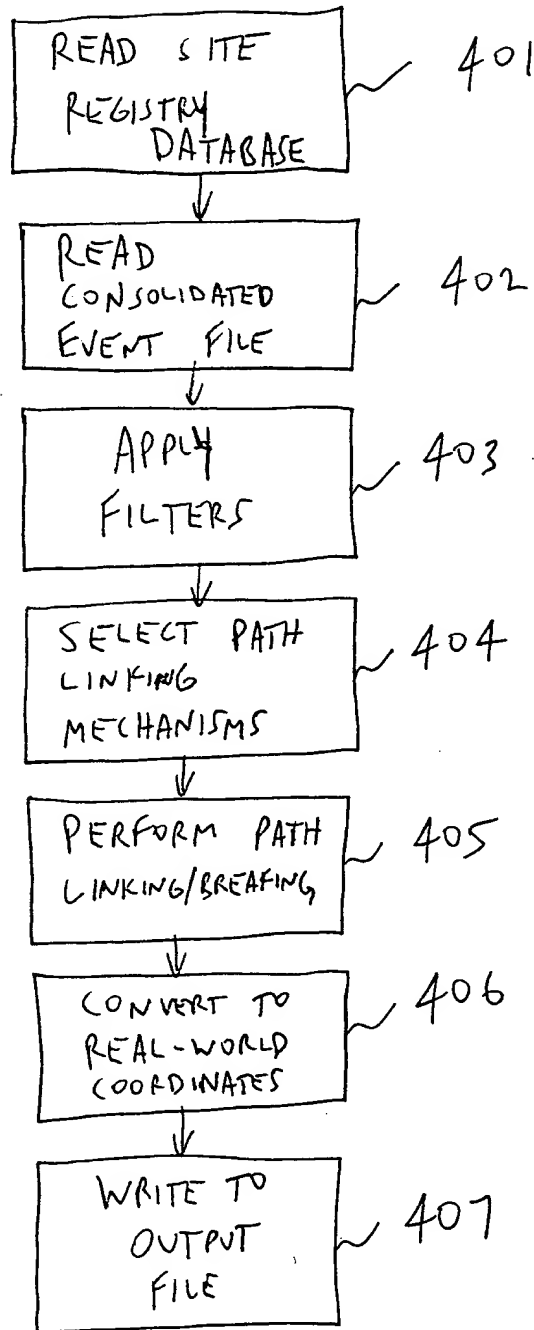 READ SITE
REGISTRY
DATABASE
401
READ
CONSOLIDATED
EVENT FILE
402
APPLY
FILTERS
403
SELECT PATH
LINKING
MECHANISMS
404
PERFORM PATH
LINKING/BREAKING
405
CONVERT TO
REAL-WORLD
COORDINATES
406
WRITE TO
OUTPUT
FILE
407